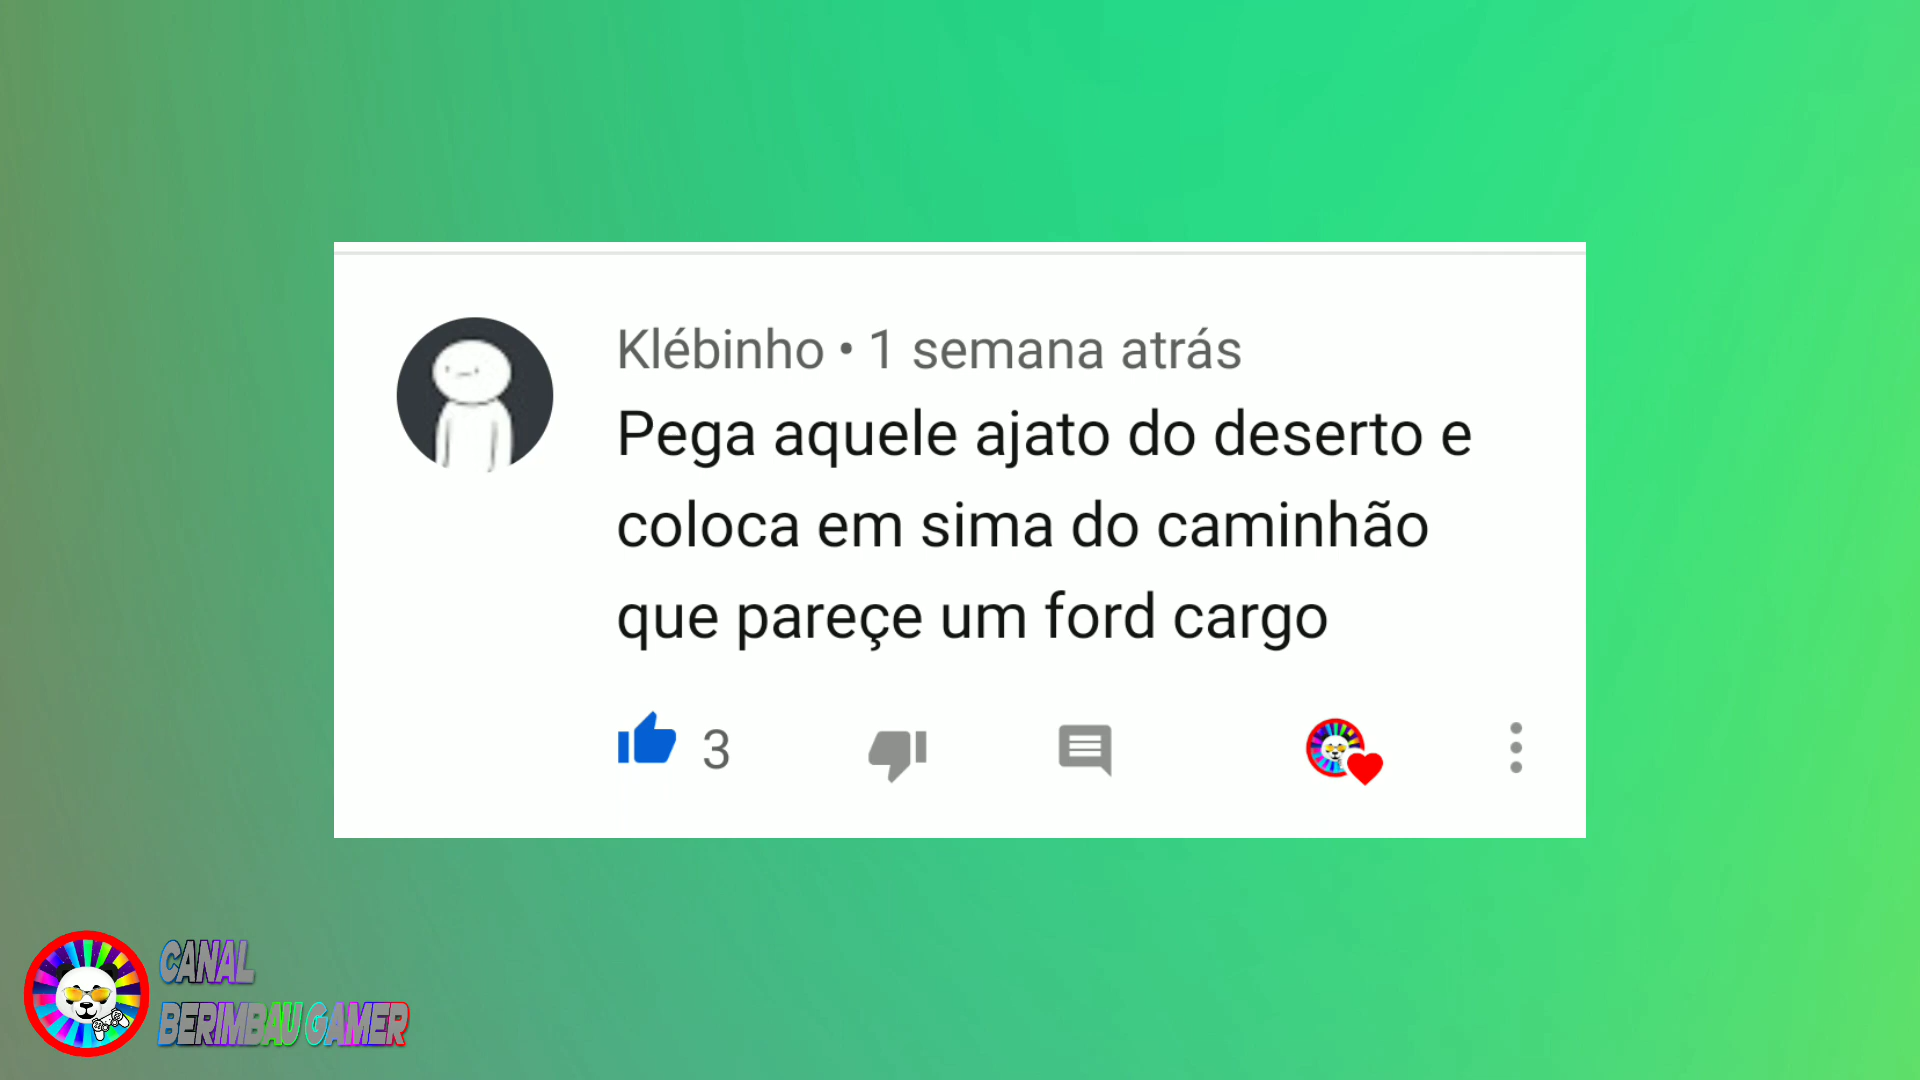 Klébinho • 1 semana atrás
Pega aquele ajato do deserto e
coloca em sima do caminhão
que pareçe um ford cargo
3
CANAL
BERIMBAU GAMER